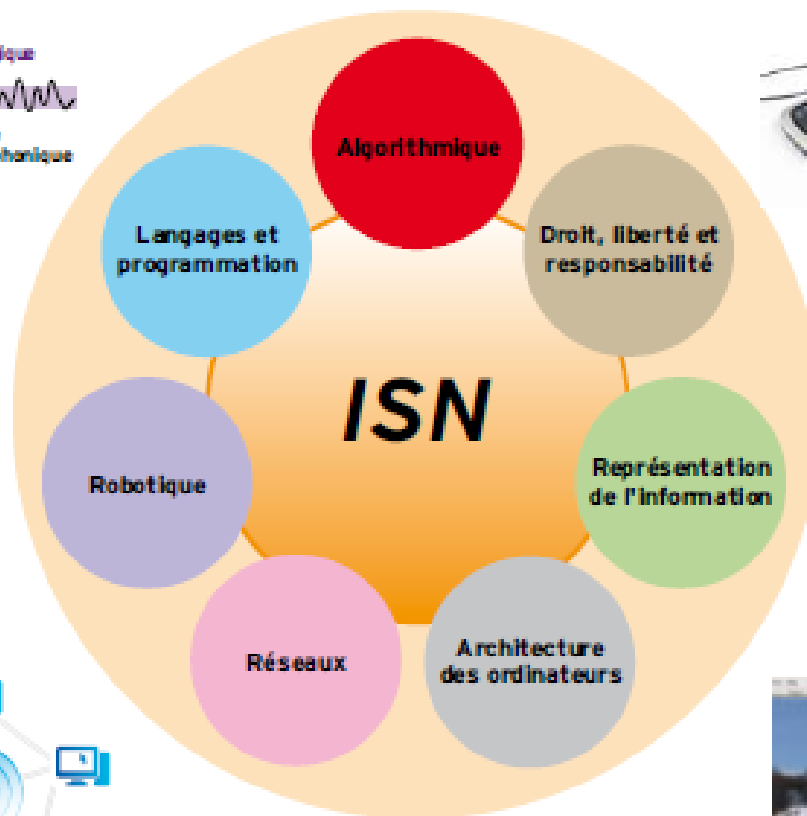 Algorithmique
Langages et
programmation
Droit, liberté et
responsabilité
ISN
Robotique
Représentation
de l'information
Réseaux
Architecture
des ordinateurs